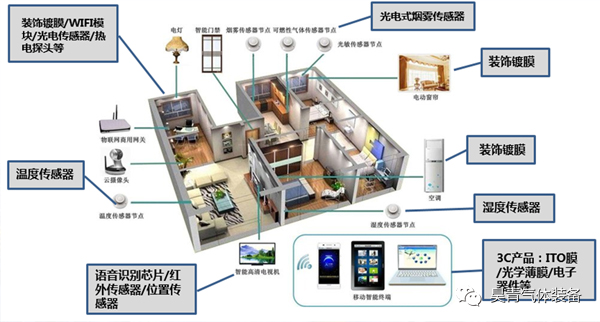 装饰镀膜/WIFI模
块/光电传感器/热
电探头等
电灯
智能门禁
烟雾传感器节点
可燃性气体传感器节点
光敏传感器节点
光电式烟雾传感器
装饰镀膜
电动窗帘
物联网商用网关
云摄像头
温度传感器
温度传感器节点
装饰镀膜
空调
湿度传感器
湿度传感器节点
语音识别芯片/红
外传感器/位置传
感器
智能高清电视机
移动智能终端
3C产品：ITO膜
/光学薄膜/电子
器件等
昊青气体装备